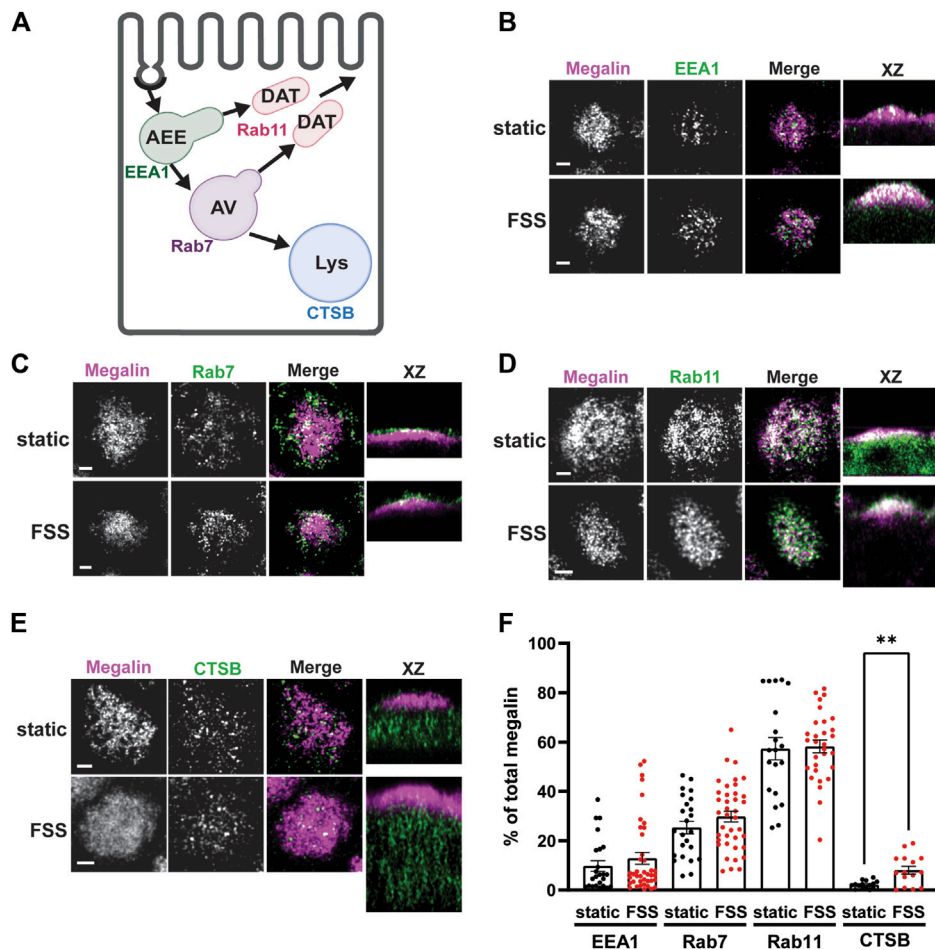 A
DAT
DAT
Rab11
AEE
EEA1
AV
Rab7
Lys
CTSB
B
Megalin EEA1 Merge XZ
static
FSS
C
Megalin Rab7 Merge XZ
static
FSS
D
Megalin Rab11 Merge XZ
static
FSS
E
Megalin CTSB Merge XZ
static
FSS
F
% of total megalin
100
80
60
40
20
0
**
static FSS static FSS static FSS static FSS
EEA1 Rab7 Rab11 CTSB